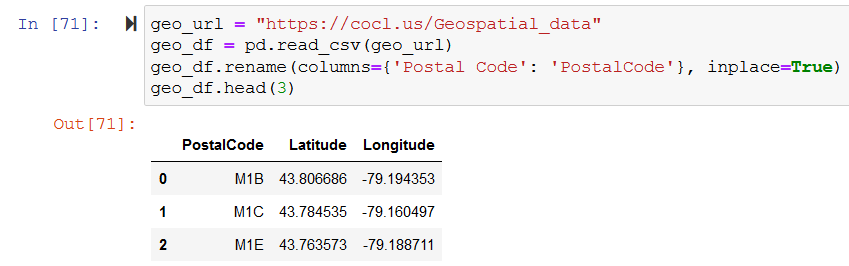 In [71]: geo_url = "https://cocl.us/Geospatial_data"
geo_df = pd.read_csv(geo_url)
geo_df.rename(columns={'Postal Code': 'PostalCode'}, inplace=True)
geo_df.head(3)
Out[71]:
PostalCode Latitude Longitude
0 M1B 43.806686 -79.194353
1 M1C 43.784535 -79.160497
2 M1E 43.763573 -79.188711